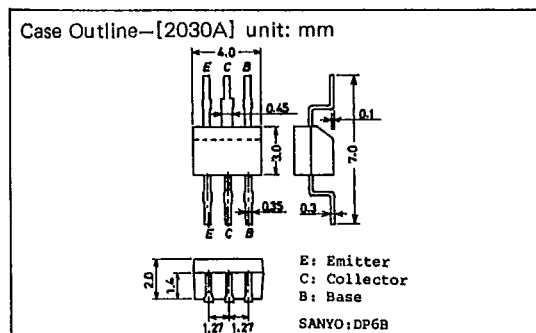 Case Outline—[2030A] unit: mm
4.0
E C B
0.45
0.1
3.0
7.0
0.35
0.3
E C B
2.0
1.4
1.27 1.27
E: Emitter
C: Collector
B: Base
SANYO:DP6B